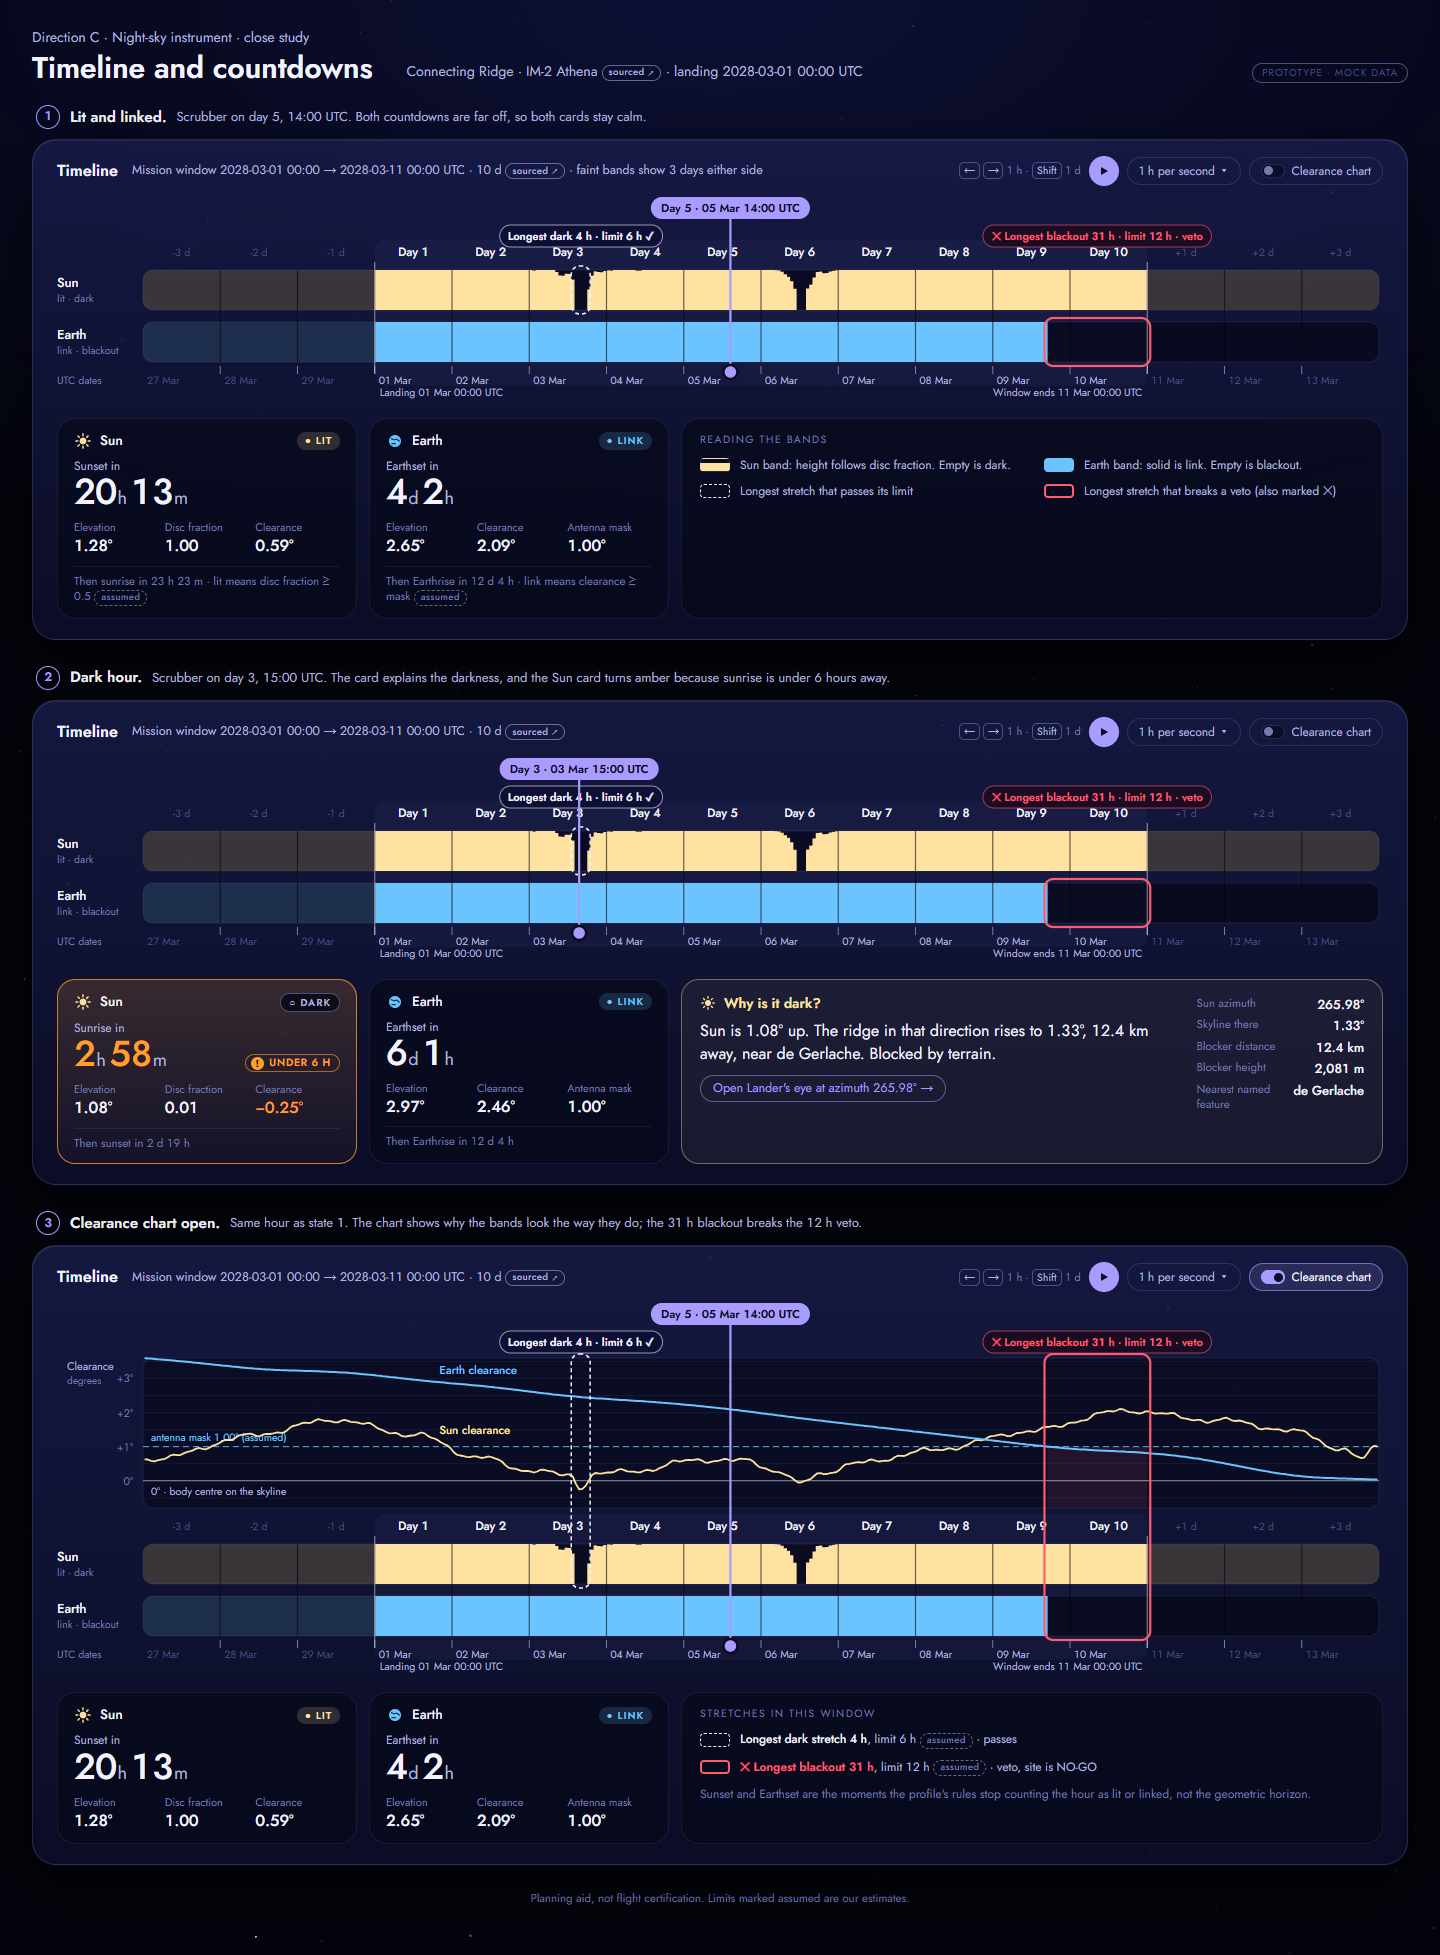 Direction C · Night-sky instrument · close study
Timeline and countdowns
Connecting Ridge · IM-2 Athena sourced ↗ · landing 2028-03-01 00:00 UTC
PROTOTYPE · MOCK DATA
1 Lit and linked. Scrubber on day 5, 14:00 UTC. Both countdowns are far off, so both cards stay calm.
Timeline Mission window 2028-03-01 00:00 → 2028-03-11 00:00 UTC · 10 d sourced ↗ · faint bands show 3 days either side
← → 1 h · Shift 1 d
1 h per second ▾
Clearance chart
Day 5 · 05 Mar 14:00 UTC
Longest dark 4 h · limit 6 h ✓
✕ Longest blackout 31 h · limit 12 h · veto
-3 d -2 d -1 d Day 1 Day 2 Day 3 Day 4 Day 5 Day 6 Day 7 Day 8 Day 9 Day 10 +1 d +2 d +3 d
Sun
lit · dark
Earth
link · blackout
UTC dates 27 Mar 28 Mar 29 Mar 01 Mar 02 Mar 03 Mar 04 Mar 05 Mar 06 Mar 07 Mar 08 Mar 09 Mar 10 Mar 11 Mar 12 Mar 13 Mar
Landing 01 Mar 00:00 UTC
Window ends 11 Mar 00:00 UTC
Sun
● LIT
Sunset in
20h 13m
Elevation Disc fraction Clearance
1.28° 1.00 0.59°
Then sunrise in 23 h 23 m · lit means disc fraction ≥
0.5 assumed
Earth
● LINK
Earthset in
4d 2h
Elevation Clearance Antenna mask
2.65° 2.09° 1.00°
Then Earthrise in 12 d 4 h · link means clearance ≥
mask assumed
READING THE BANDS
Sun band: height follows disc fraction. Empty is dark.
Earth band: solid is link. Empty is blackout.
Longest stretch that passes its limit
Longest stretch that breaks a veto (also marked ✕)
2 Dark hour. Scrubber on day 3, 15:00 UTC. The card explains the darkness, and the Sun card turns amber because sunrise is under 6 hours away.
Timeline Mission window 2028-03-01 00:00 → 2028-03-11 00:00 UTC · 10 d sourced ↗
← → 1 h · Shift 1 d
1 h per second ▾
Clearance chart
Day 3 · 03 Mar 15:00 UTC
Longest dark 4 h · limit 6 h ✓
✕ Longest blackout 31 h · limit 12 h · veto
-3 d -2 d -1 d Day 1 Day 2 Day 3 Day 4 Day 5 Day 6 Day 7 Day 8 Day 9 Day 10 +1 d +2 d +3 d
Sun
lit · dark
Earth
link · blackout
UTC dates 27 Mar 28 Mar 29 Mar 01 Mar 02 Mar 03 Mar 04 Mar 05 Mar 06 Mar 07 Mar 08 Mar 09 Mar 10 Mar 11 Mar 12 Mar 13 Mar
Landing 01 Mar 00:00 UTC
Window ends 11 Mar 00:00 UTC
Sun
○ DARK
Sunrise in
2h 58m
! UNDER 6 H
Elevation Disc fraction Clearance
1.08° 0.01 −0.25°
Then sunset in 2 d 19 h
Earth
● LINK
Earthset in
6d 1h
Elevation Clearance Antenna mask
2.97° 2.46° 1.00°
Then Earthrise in 12 d 4 h
Why is it dark?
Sun is 1.08° up. The ridge in that direction rises to 1.33°, 12.4 km
away, near de Gerlache. Blocked by terrain.
Open Lander's eye at azimuth 265.98° →
Sun azimuth 265.98°
Skyline there 1.33°
Blocker distance 12.4 km
Blocker height 2,081 m
Nearest named de Gerlache
feature
3 Clearance chart open. Same hour as state 1. The chart shows why the bands look the way they do; the 31 h blackout breaks the 12 h veto.
Timeline Mission window 2028-03-01 00:00 → 2028-03-11 00:00 UTC · 10 d sourced ↗
← → 1 h · Shift 1 d
1 h per second ▾
Clearance chart
Day 5 · 05 Mar 14:00 UTC
Longest dark 4 h · limit 6 h ✓
✕ Longest blackout 31 h · limit 12 h · veto
Clearance
degrees
+3°
+2°
+1°
0°
Earth clearance
Sun clearance
antenna mask 1.00° (assumed)
0° · body centre on the skyline
-3 d -2 d -1 d Day 1 Day 2 Day 3 Day 4 Day 5 Day 6 Day 7 Day 8 Day 9 Day 10 +1 d +2 d +3 d
Sun
lit · dark
Earth
link · blackout
UTC dates 27 Mar 28 Mar 29 Mar 01 Mar 02 Mar 03 Mar 04 Mar 05 Mar 06 Mar 07 Mar 08 Mar 09 Mar 10 Mar 11 Mar 12 Mar 13 Mar
Landing 01 Mar 00:00 UTC
Window ends 11 Mar 00:00 UTC
Sun
● LIT
Sunset in
20h 13m
Elevation Disc fraction Clearance
1.28° 1.00 0.59°
Earth
● LINK
Earthset in
4d 2h
Elevation Clearance Antenna mask
2.65° 2.09° 1.00°
STRETCHES IN THIS WINDOW
Longest dark stretch 4 h, limit 6 h assumed · passes
✕ Longest blackout 31 h, limit 12 h assumed · veto, site is NO-GO
Sunset and Earthset are the moments the profile's rules stop counting the hour as lit or linked, not the geometric horizon.
Planning aid, not flight certification. Limits marked assumed are our estimates.